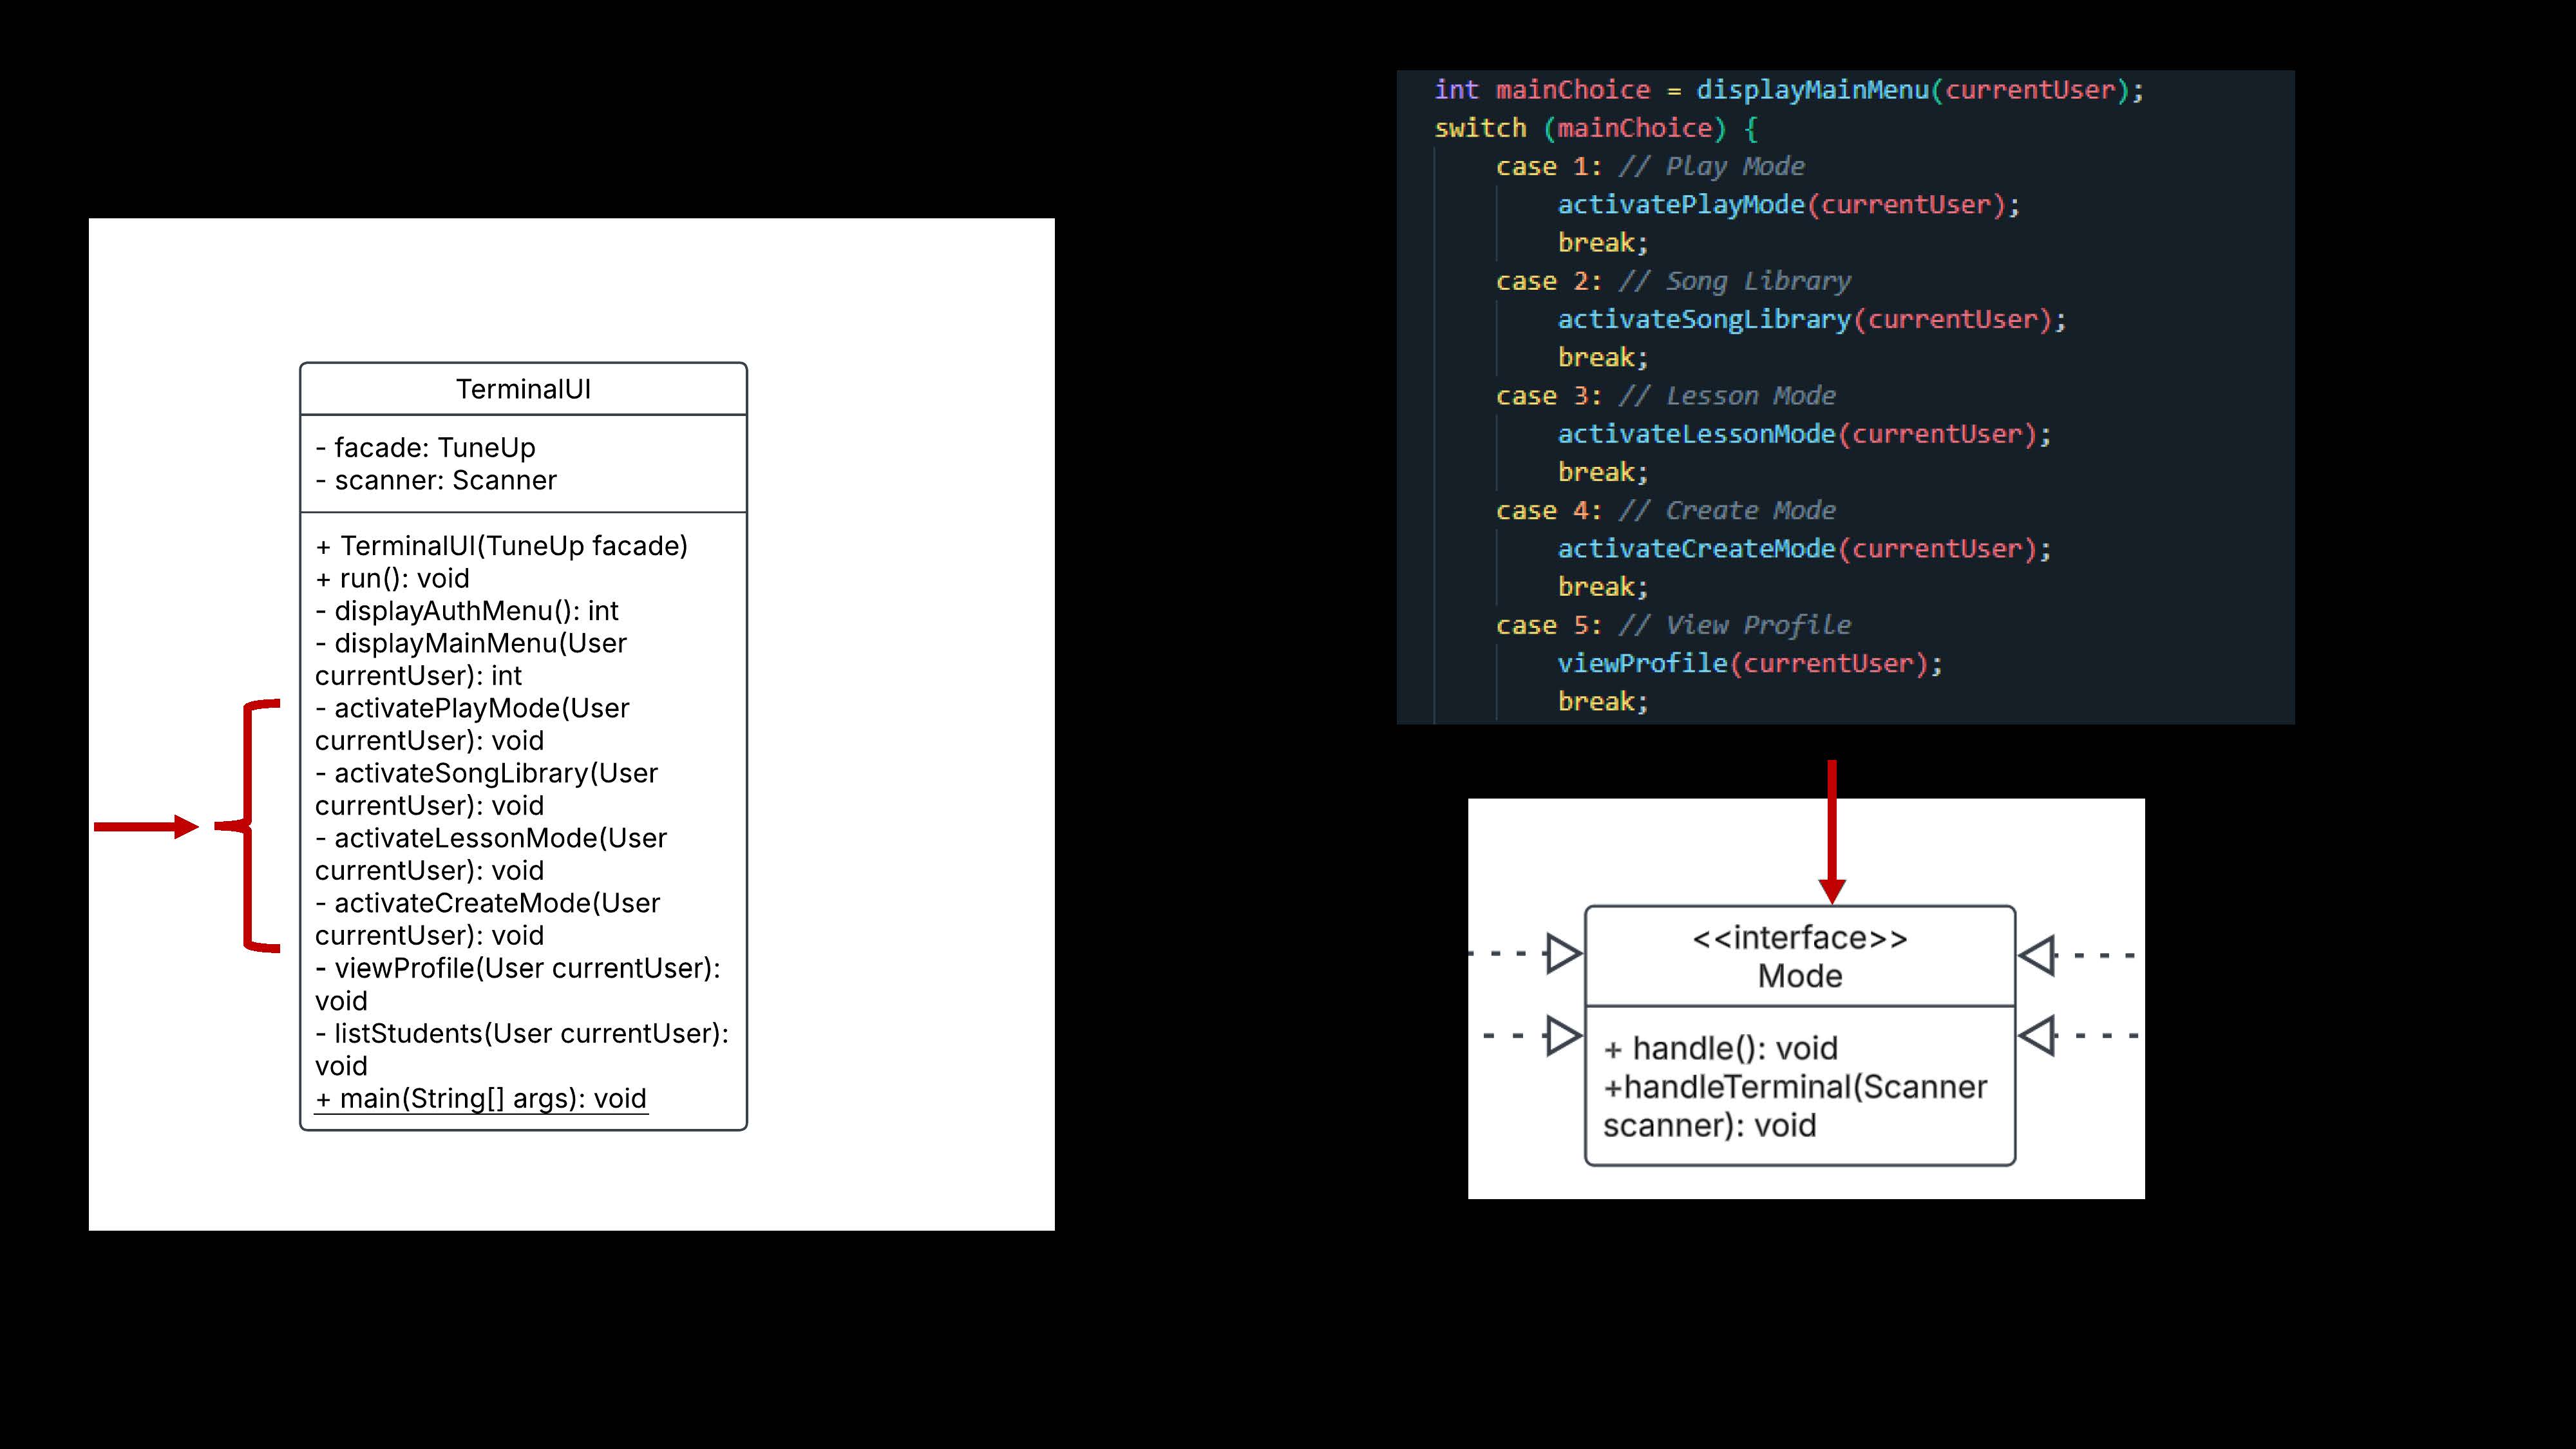 TerminalUI
- facade: TuneUp
- scanner: Scanner
+ TerminalUI(TuneUp facade)
+ run(): void
- displayAuthMenu(): int
- displayMainMenu(User
currentUser): int
- activatePlayMode(User
currentUser): void
- activateSongLibrary(User
currentUser): void
- activateLessonMode(User
currentUser): void
- activateCreateMode(User
currentUser): void
- viewProfile(User currentUser):
void
- listStudents(User currentUser):
void
+ main(String[] args): void
int mainChoice = displayMainMenu(currentUser);
switch (mainChoice) {
case 1: // Play Mode
activatePlayMode(currentUser);
break;
case 2: // Song Library
activateSongLibrary(currentUser);
break;
case 3: // Lesson Mode
activateLessonMode(currentUser);
break;
case 4: // Create Mode
activateCreateMode(currentUser);
break;
case 5: // View Profile
viewProfile(currentUser);
break;
<<interface>>
Mode
+ handle(): void
+handleTerminal(Scanner
scanner): void